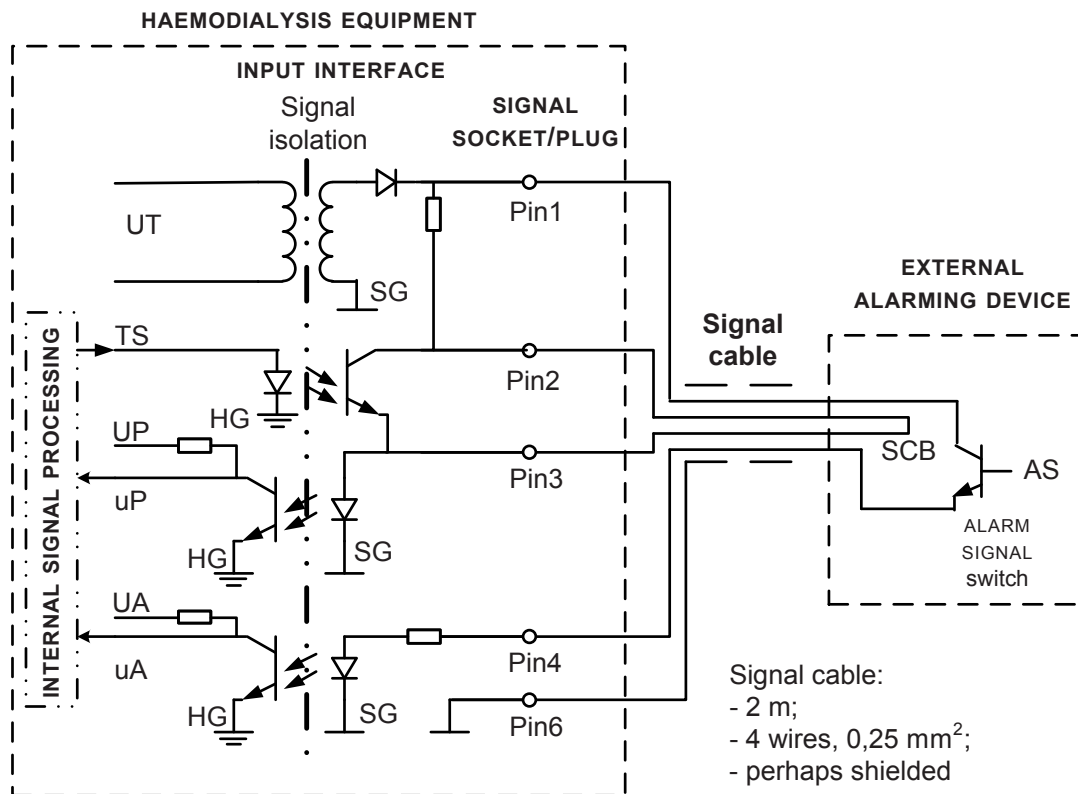 HAEMODIALYSIS EQUIPMENT
INPUT INTERFACE
Signal
isolation
SIGNAL
SOCKET/PLUG
UT
Pin1
SG
EXTERNAL
ALARMING DEVICE
Signal
cable
INTERNAL SIGNAL PROCESSING
TS
Pin2
HG
UP
SCB
AS
uP
Pin3
HG
SG
ALARM
SIGNAL
switch
UA
uA
Pin4
HG
SG
Pin6
Signal cable:
- 2 m;
- 4 wires, 0,25 mm²;
- perhaps shielded